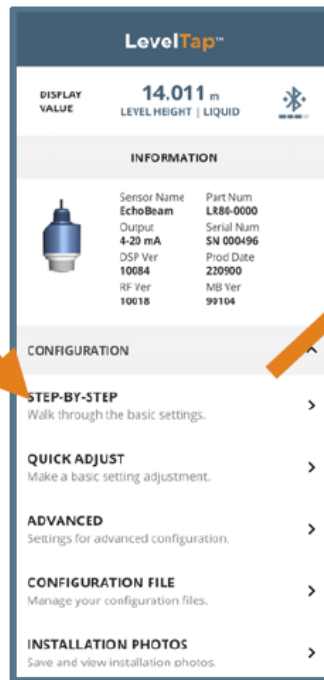 LevelTap™
DISPLAY VALUE
14.011 m
LEVEL HEIGHT | LIQUID
INFORMATION
Sensor Name Part Num
EchoBeam LR80-0000
Output Serial Num
4-20 mA SN 000496
DSP Ver Prod Date
10084 220900
RF Ver MB Ver
10018 99104
CONFIGURATION
STEP-BY-STEP
Walk through the basic settings.
QUICK ADJUST
Make a basic setting adjustment.
ADVANCED
Settings for advanced configuration.
CONFIGURATION FILE
Manage your configuration files.
INSTALLATION PHOTOS
Save and view installation photos.